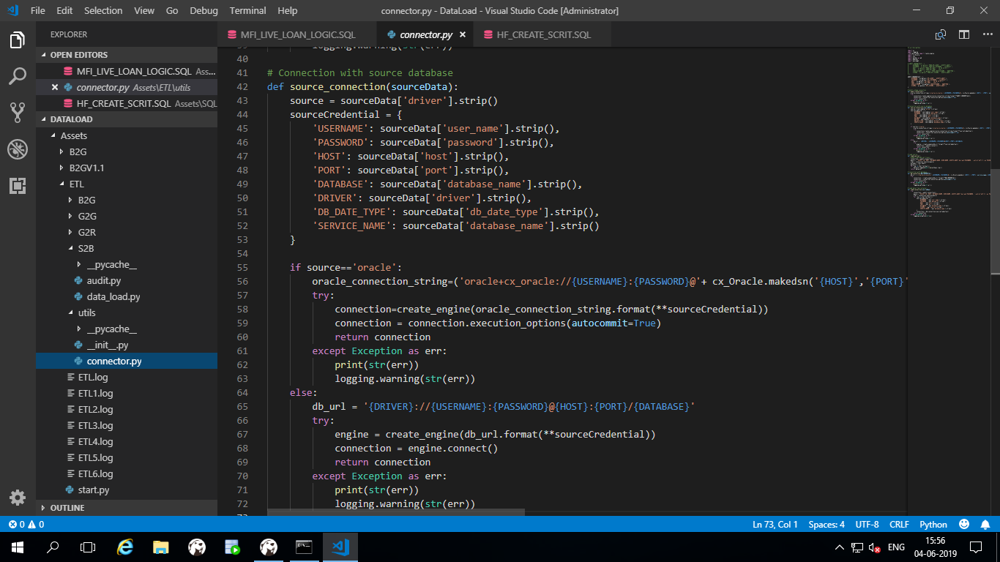 File Edit Selection View Go Debug Terminal Help
connector.py - DataLoad - Visual Studio Code [Administrator]
EXPLORER
OPEN EDITORS
MFI_LIVE_LOAN_LOGIC.SQL Ass...
connector.py Assets\ETL\utils
HF_CREATE_SCRIT.SQL Assets\SQL
DATALOAD
Assets
B2G
B2GV1.1
ETL
B2G
G2G
G2R
S2B
__pycache__
audit.py
data_load.py
utils
__pycache__
__init__.py
connector.py
ETL.log
ETL1.log
ETL2.log
ETL3.log
ETL4.log
ETL5.log
ETL6.log
start.py
OUTLINE
MFI_LIVE_LOAN_LOGIC.SQL
connector.py
HF_CREATE_SCRIT.SQL
39 logging.warning(str(err))
40
41 # Connection with source database
42 def source_connection(sourceData):
43 source = sourceData['driver'].strip()
44 sourceCredential = {
45 'USERNAME': sourceData['user_name'].strip(),
46 'PASSWORD': sourceData['password'].strip(),
47 'HOST': sourceData['host'].strip(),
48 'PORT': sourceData['port'].strip(),
49 'DATABASE': sourceData['database_name'].strip(),
50 'DRIVER': sourceData['driver'].strip(),
51 'DB_DATE_TYPE': sourceData['db_date_type'].strip(),
52 'SERVICE_NAME': sourceData['database_name'].strip()
53 }
54
55 if source=='oracle':
56 oracle_connection_string=('oracle+cx_oracle://{USERNAME}:{PASSWORD}@'+ cx_Oracle.makedsn('{HOST}','{PORT}'
57 try:
58 connection=create_engine(oracle_connection_string.format(**sourceCredential))
59 connection = connection.execution_options(autocommit=True)
60 return connection
61 except Exception as err:
62 print(str(err))
63 logging.warning(str(err))
64 else:
65 db_url = '{DRIVER}://{USERNAME}:{PASSWORD}@{HOST}:{PORT}/{DATABASE}'
66 try:
67 engine = create_engine(db_url.format(**sourceCredential))
68 connection = engine.connect()
69 return connection
70 except Exception as err:
71 print(str(err))
72 logging.warning(str(err))
0 0
Ln 73, Col 1 Spaces: 4 UTF-8 CRLF Python
ENG
15:56
04-06-2019